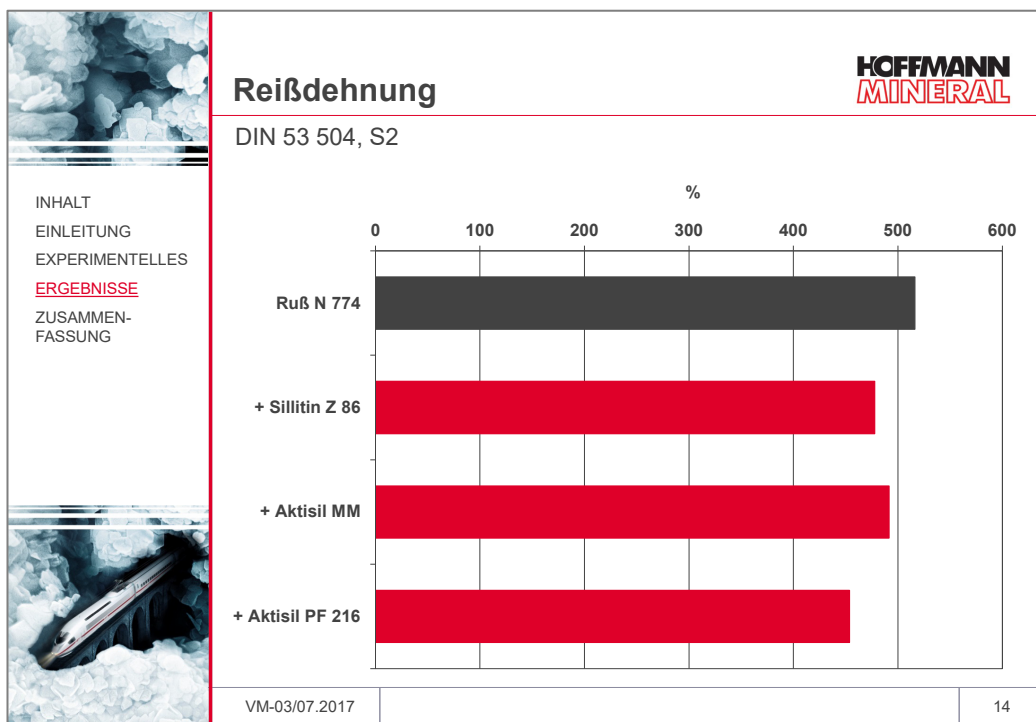 Reißdehnung
HOFFMANN
MINERAL
DIN 53 504, S2
INHALT
EINLEITUNG
EXPERIMENTELLES
ERGEBNISSE
ZUSAMMEN-
FASSUNG
%
0 100 200 300 400 500 600
Ruß N 774
+ Sillitin Z 86
+ Aktisil MM
+ Aktisil PF 216
VM-03/07.2017
14